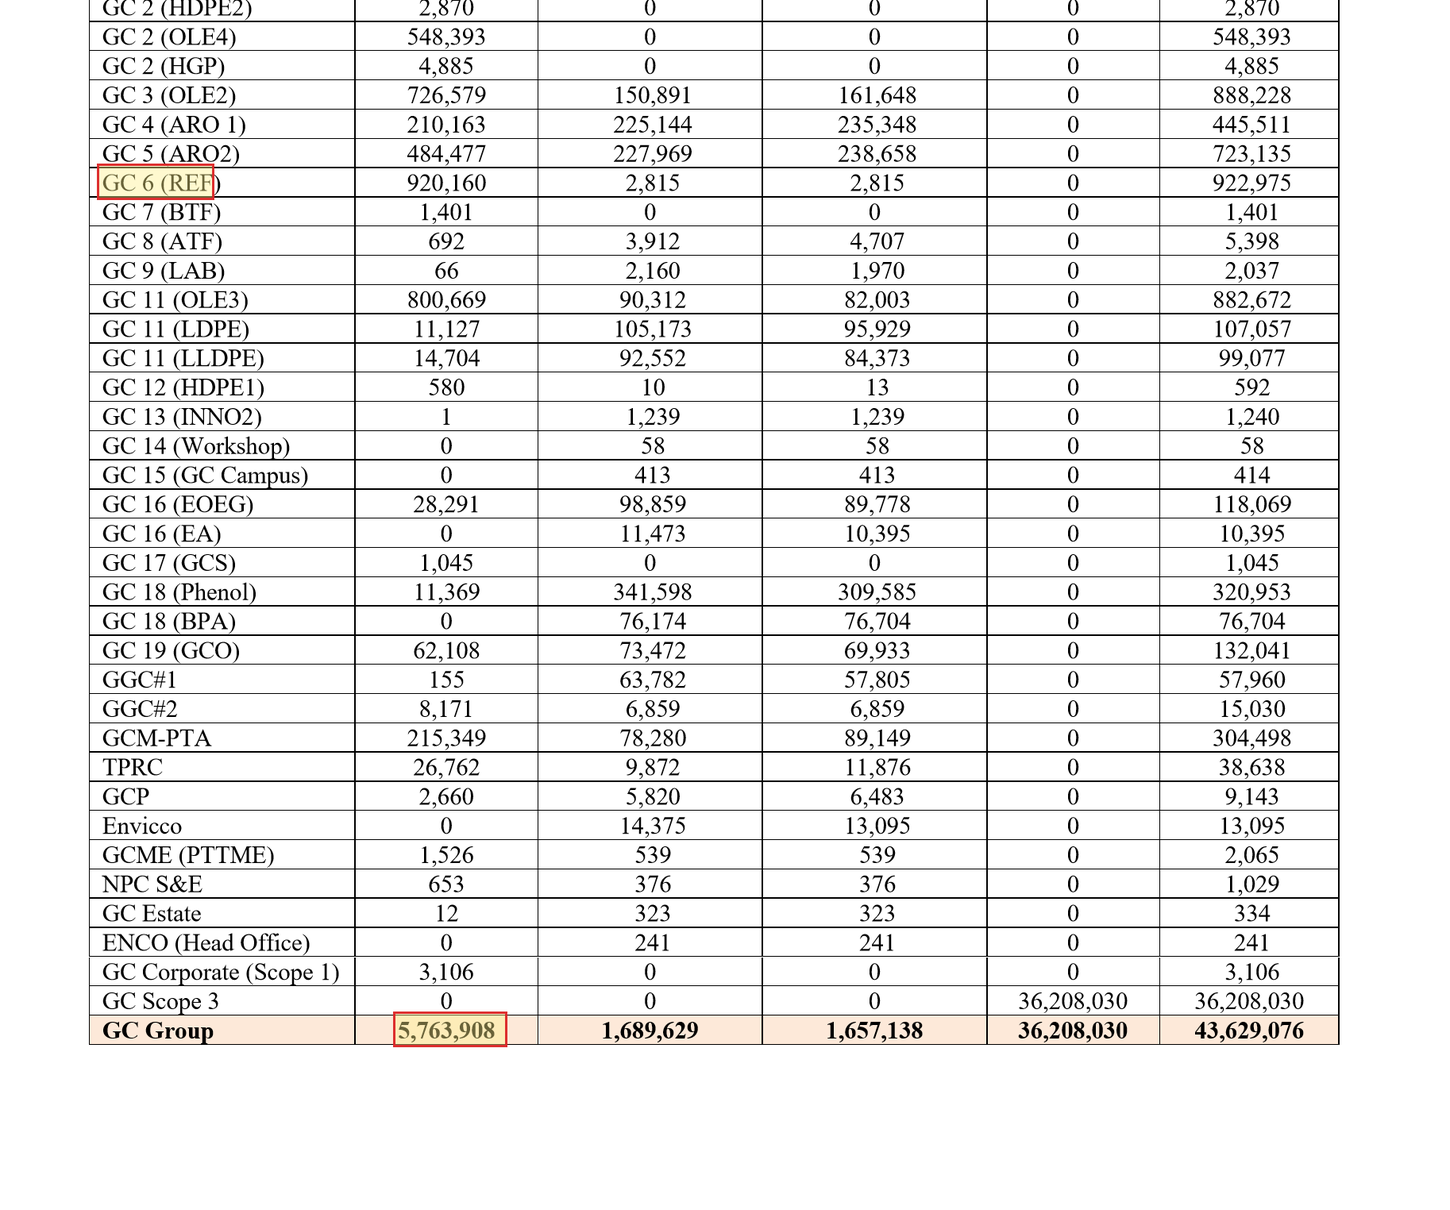 GC 2 (HDPE2) 2,870 0 0 0 2,870
GC 2 (OLE4) 548,393 0 0 0 548,393
GC 2 (HGP) 4,885 0 0 0 4,885
GC 3 (OLE2) 726,579 150,891 161,648 0 888,228
GC 4 (ARO 1) 210,163 225,144 235,348 0 445,511
GC 5 (ARO2) 484,477 227,969 238,658 0 723,135
GC 6 (REF) 920,160 2,815 2,815 0 922,975
GC 7 (BTF) 1,401 0 0 0 1,401
GC 8 (ATF) 692 3,912 4,707 0 5,398
GC 9 (LAB) 66 2,160 1,970 0 2,037
GC 11 (OLE3) 800,669 90,312 82,003 0 882,672
GC 11 (LDPE) 11,127 105,173 95,929 0 107,057
GC 11 (LLDPE) 14,704 92,552 84,373 0 99,077
GC 12 (HDPE1) 580 10 13 0 592
GC 13 (INNO2) 1 1,239 1,239 0 1,240
GC 14 (Workshop) 0 58 58 0 58
GC 15 (GC Campus) 0 413 413 0 414
GC 16 (EOEG) 28,291 98,859 89,778 0 118,069
GC 16 (EA) 0 11,473 10,395 0 10,395
GC 17 (GCS) 1,045 0 0 0 1,045
GC 18 (Phenol) 11,369 341,598 309,585 0 320,953
GC 18 (BPA) 0 76,174 76,704 0 76,704
GC 19 (GCO) 62,108 73,472 69,933 0 132,041
GGC#1 155 63,782 57,805 0 57,960
GGC#2 8,171 6,859 6,859 0 15,030
GCM-PTA 215,349 78,280 89,149 0 304,498
TPRC 26,762 9,872 11,876 0 38,638
GCP 2,660 5,820 6,483 0 9,143
Envicco 0 14,375 13,095 0 13,095
GCME (PTTME) 1,526 539 539 0 2,065
NPC S&E 653 376 376 0 1,029
GC Estate 12 323 323 0 334
ENCO (Head Office) 0 241 241 0 241
GC Corporate (Scope 1) 3,106 0 0 0 3,106
GC Scope 3 0 0 0 36,208,030 36,208,030
GC Group 5,763,908 1,689,629 1,657,138 36,208,030 43,629,076